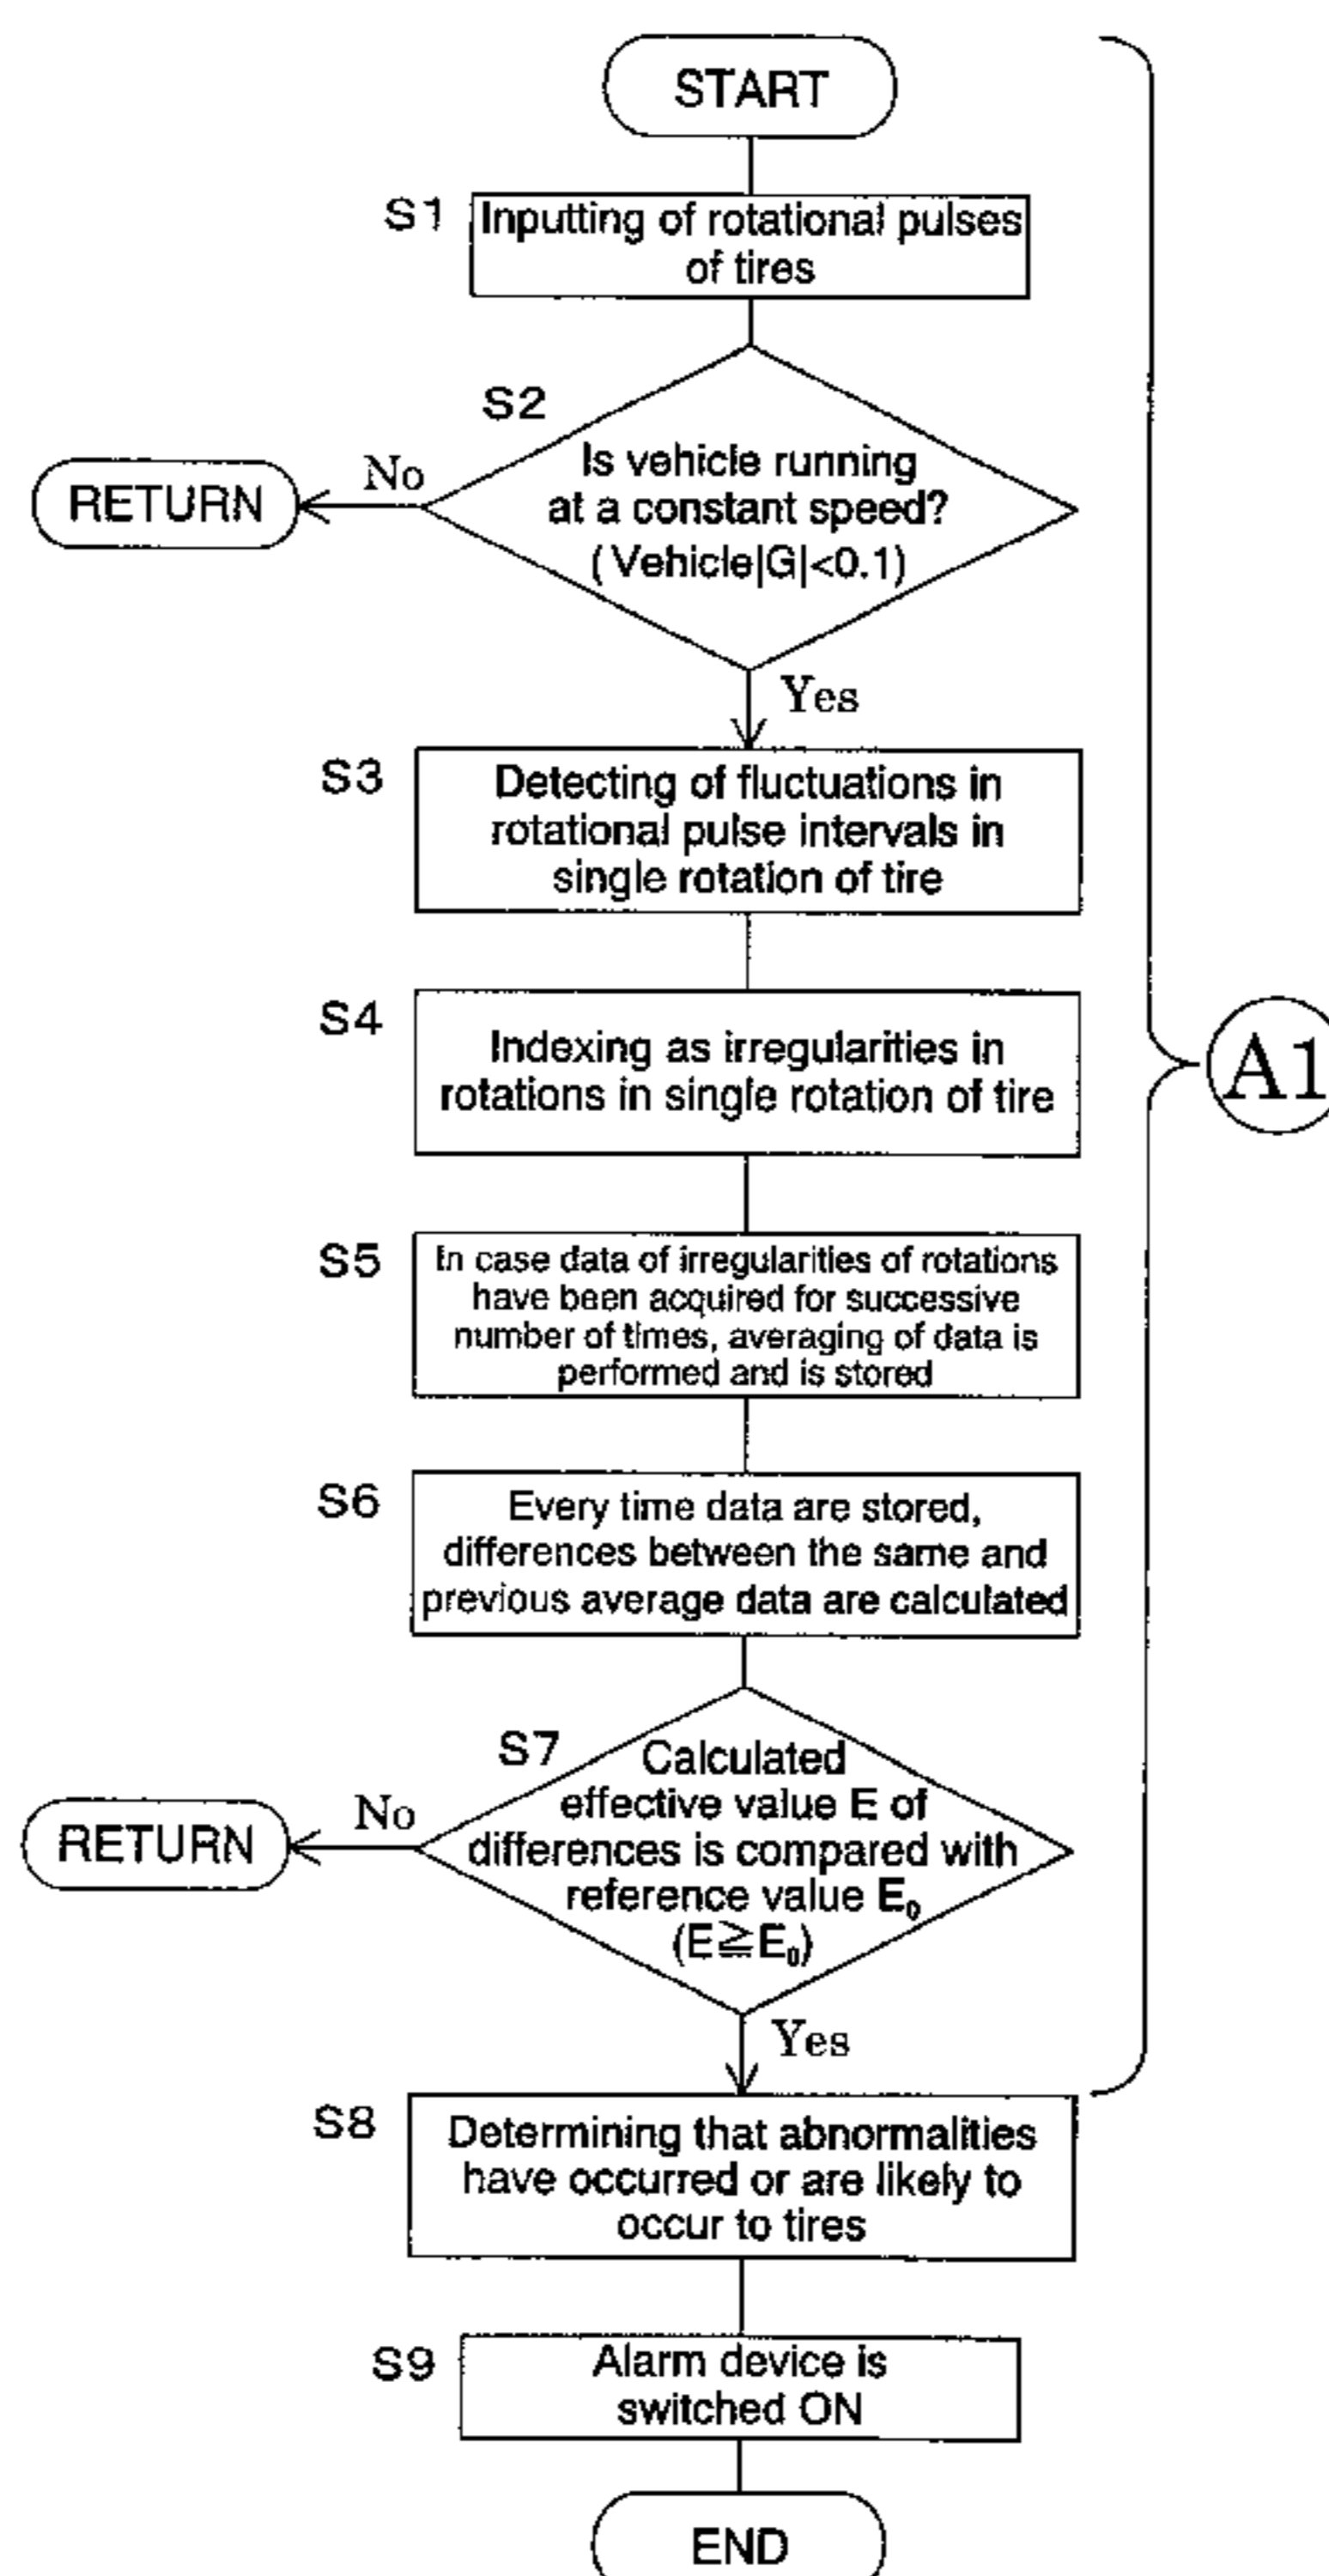 START
S1
Inputting of rotational pulses
of tires
S2
Is vehicle running
at a constant speed?
(Vehicle|G|<0.1)
No
RETURN
Yes
S3
Detecting of fluctuations in
rotational pulse intervals in
single rotation of tire
S4
Indexing as irregularities in
rotations in single rotation of tire
A1
S5
In case data of irregularities of rotations
have been acquired for successive
number of times, averaging of data is
performed and is stored
S6
Every time data are stored,
differences between the same and
previous average data are calculated
S7
Calculated
effective value E of
differences is compared with
reference value E₀
(E≧E₀)
No
RETURN
Yes
S8
Determining that abnormalities
have occurred or are likely to
occur to tires
S9
Alarm device is
switched ON
END